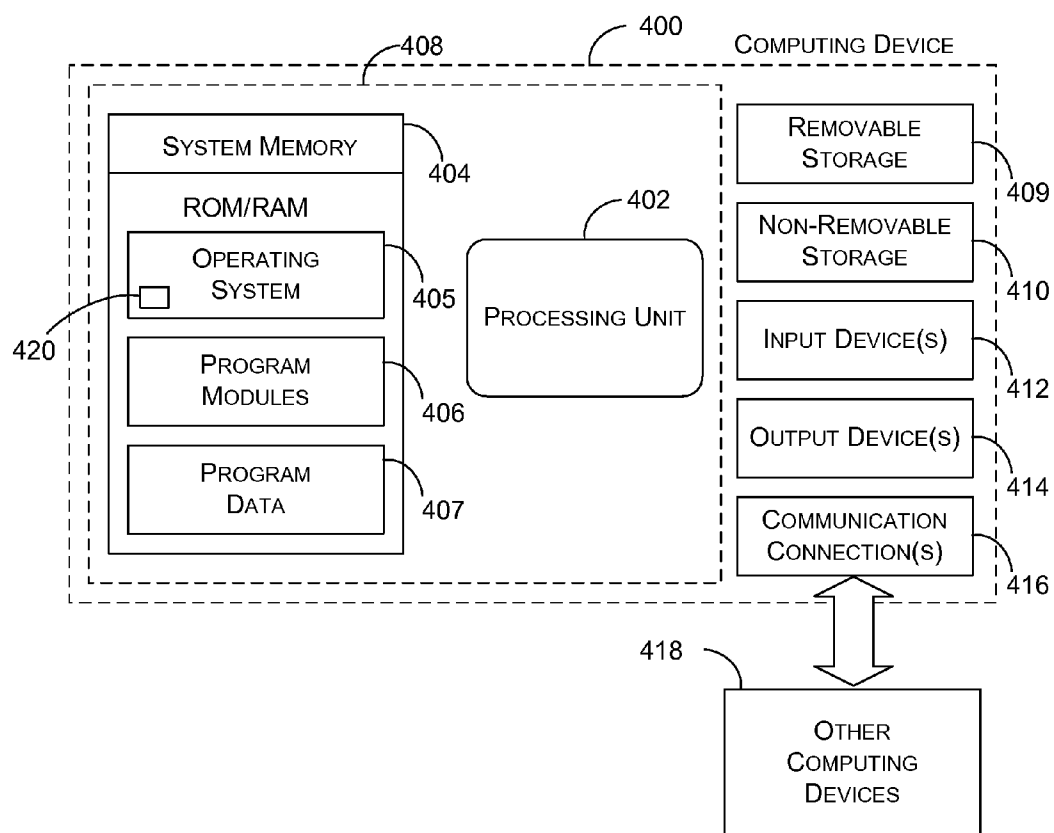 400
COMPUTING DEVICE
408
SYSTEM MEMORY
404
ROM/RAM
OPERATING
SYSTEM
405
420
PROGRAM
MODULES
406
PROGRAM
DATA
407
402
PROCESSING UNIT
REMOVABLE
STORAGE
409
NON-REMOVABLE
STORAGE
410
INPUT DEVICE(S)
412
OUTPUT DEVICE(S)
414
COMMUNICATION
CONNECTION(S)
416
418
OTHER
COMPUTING
DEVICES